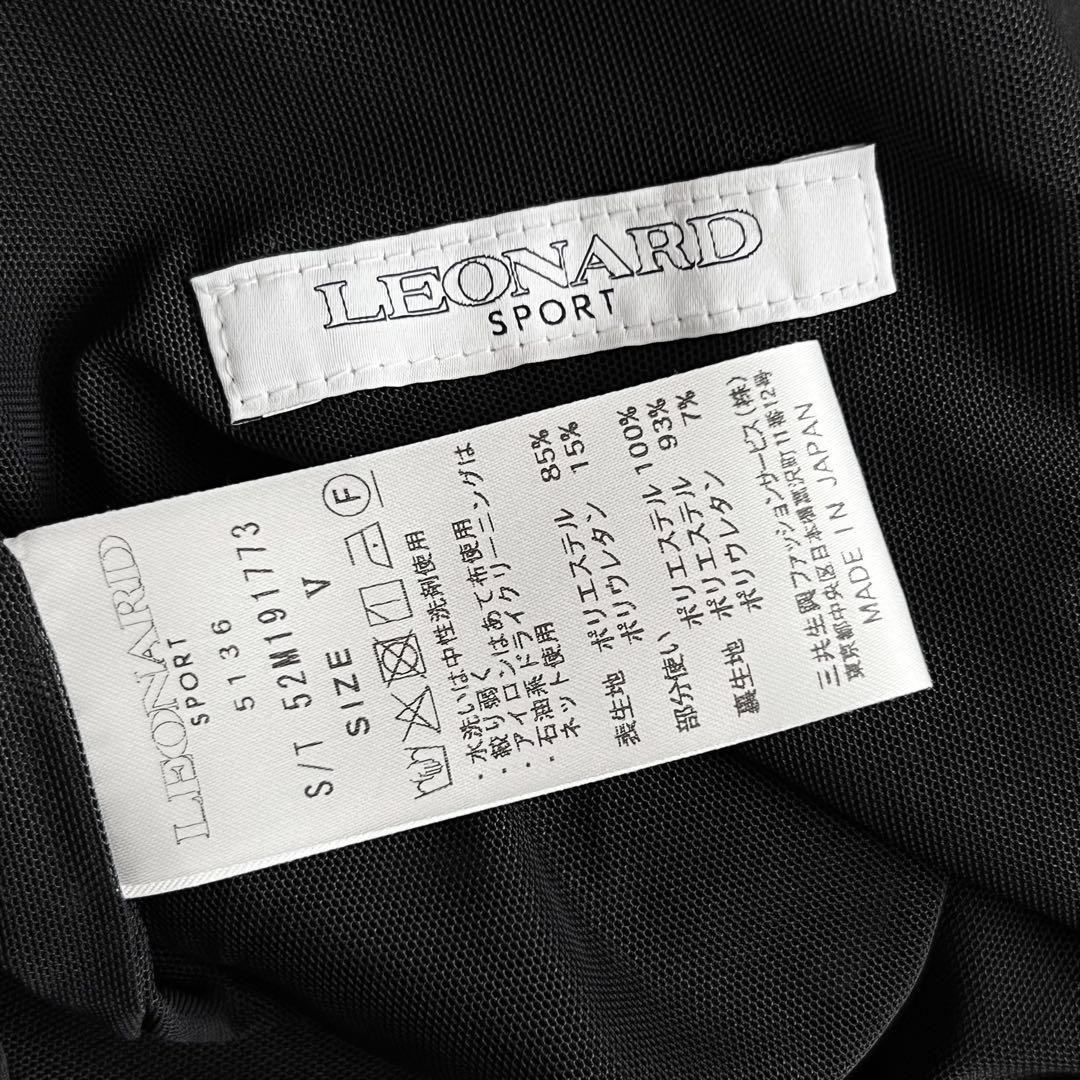 LEONARD
SPORT
LEONARD
SPORT
5136
S/T 52M191773
SIZE V
F
・水洗いは中性洗剤使用
・絞り弱く
・アイロンはあて布使用
・石油系ドライクリーニングは
ネット使用
表生地 ポリエステル 85%
ポリウレタン 15%
部分使い ポリエステル 100%
裏生地 ポリエステル 93%
ポリウレタン 7%
三共生興ファッションサービス(株)
東京都中央区日本橋富沢町11番12号
MADE IN JAPAN